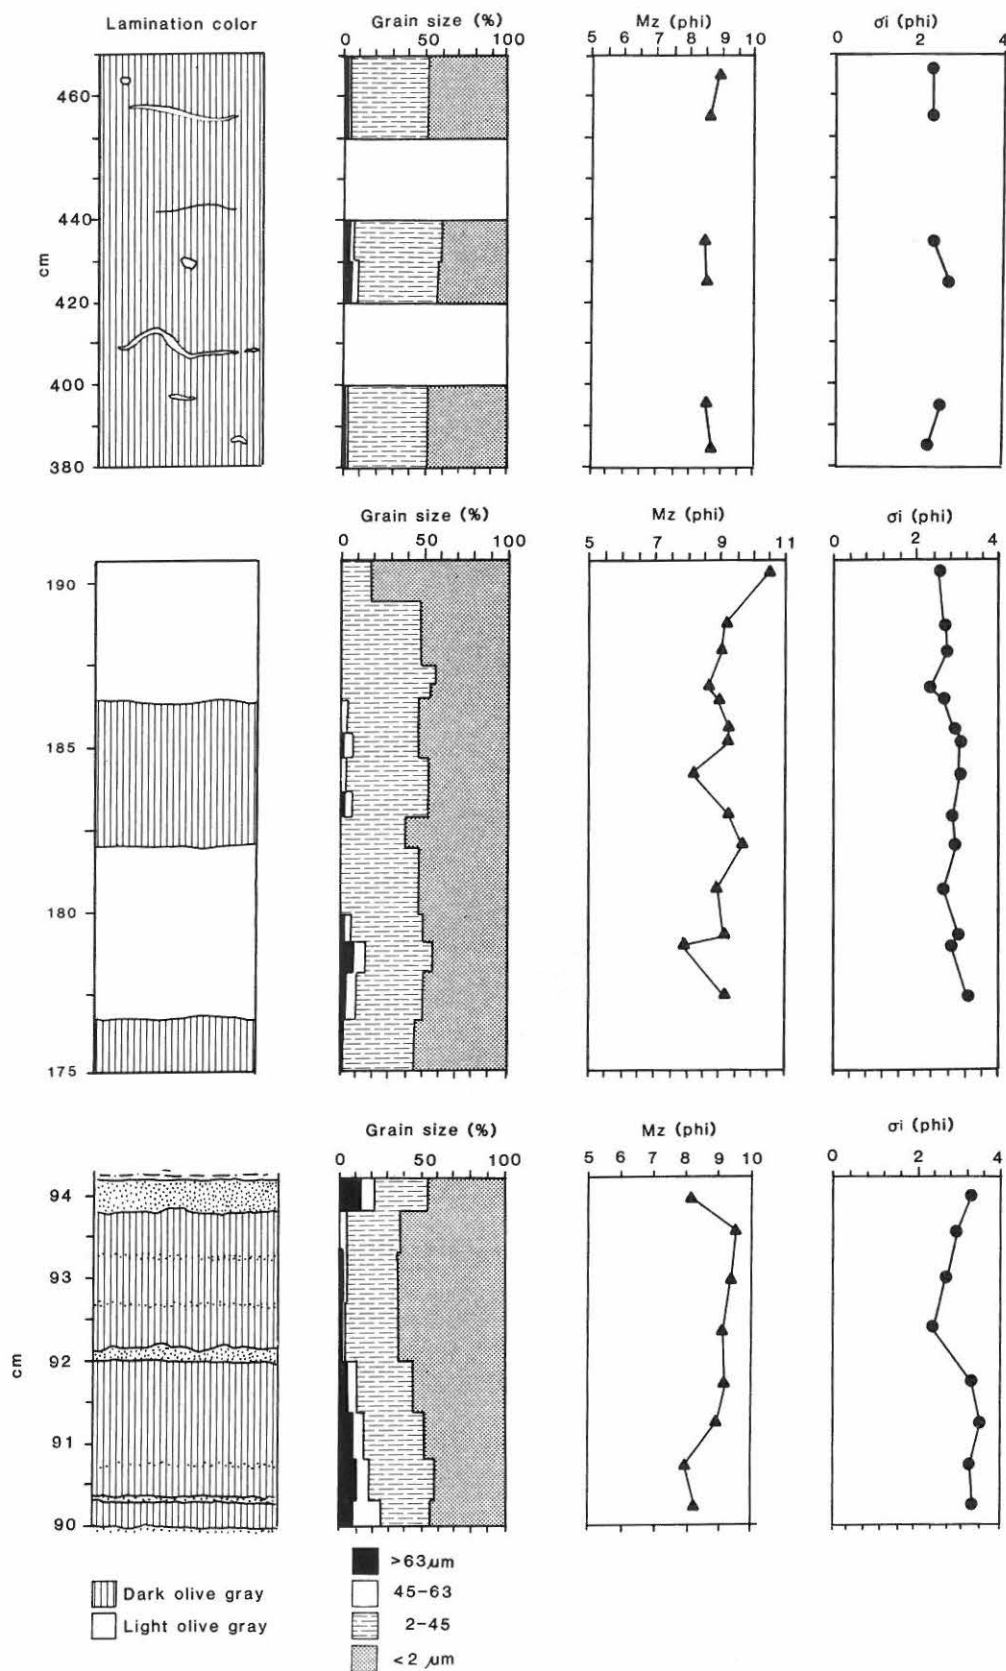 Lamination color Grain size (%) Mz (phi) σi (phi)
0 50 100 5 6 7 8 9 10 0 2 4
460
440
cm
420
400
380
Grain size (%) Mz (phi) σi (phi)
0 50 100 5 7 9 11 0 2 4
190
185
180
175
Grain size (%) Mz (phi) σi (phi)
0 50 100 5 6 7 8 9 10 0 2 4
94
93
cm
92
91
90
>63μm
Dark olive gray 45-63
Light olive gray 2-45
<2 μm